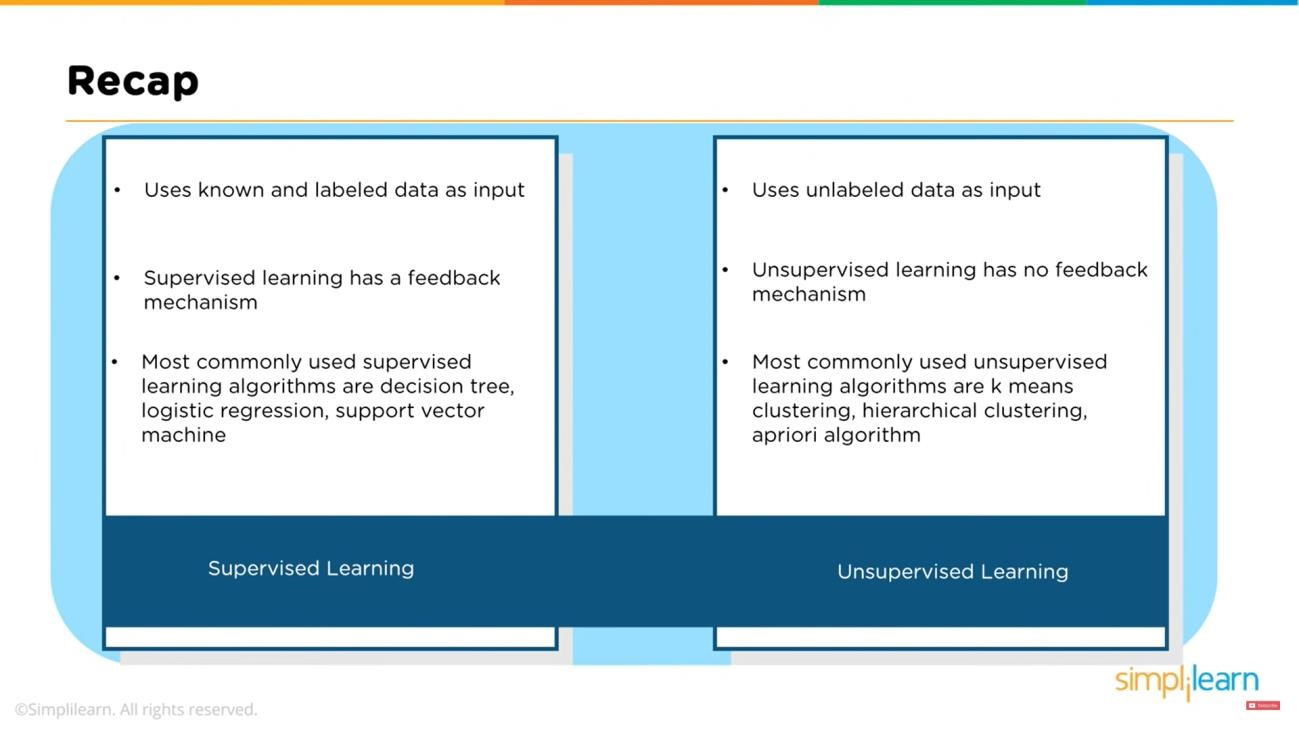 Recap
• Uses known and labeled data as input
• Supervised learning has a feedback
mechanism
• Most commonly used supervised
learning algorithms are decision tree,
logistic regression, support vector
machine
Supervised Learning
• Uses unlabeled data as input
• Unsupervised learning has no feedback
mechanism
• Most commonly used unsupervised
learning algorithms are k means
clustering, hierarchical clustering,
apriori algorithm
Unsupervised Learning
simplilearn
©Simplilearn. All rights reserved.